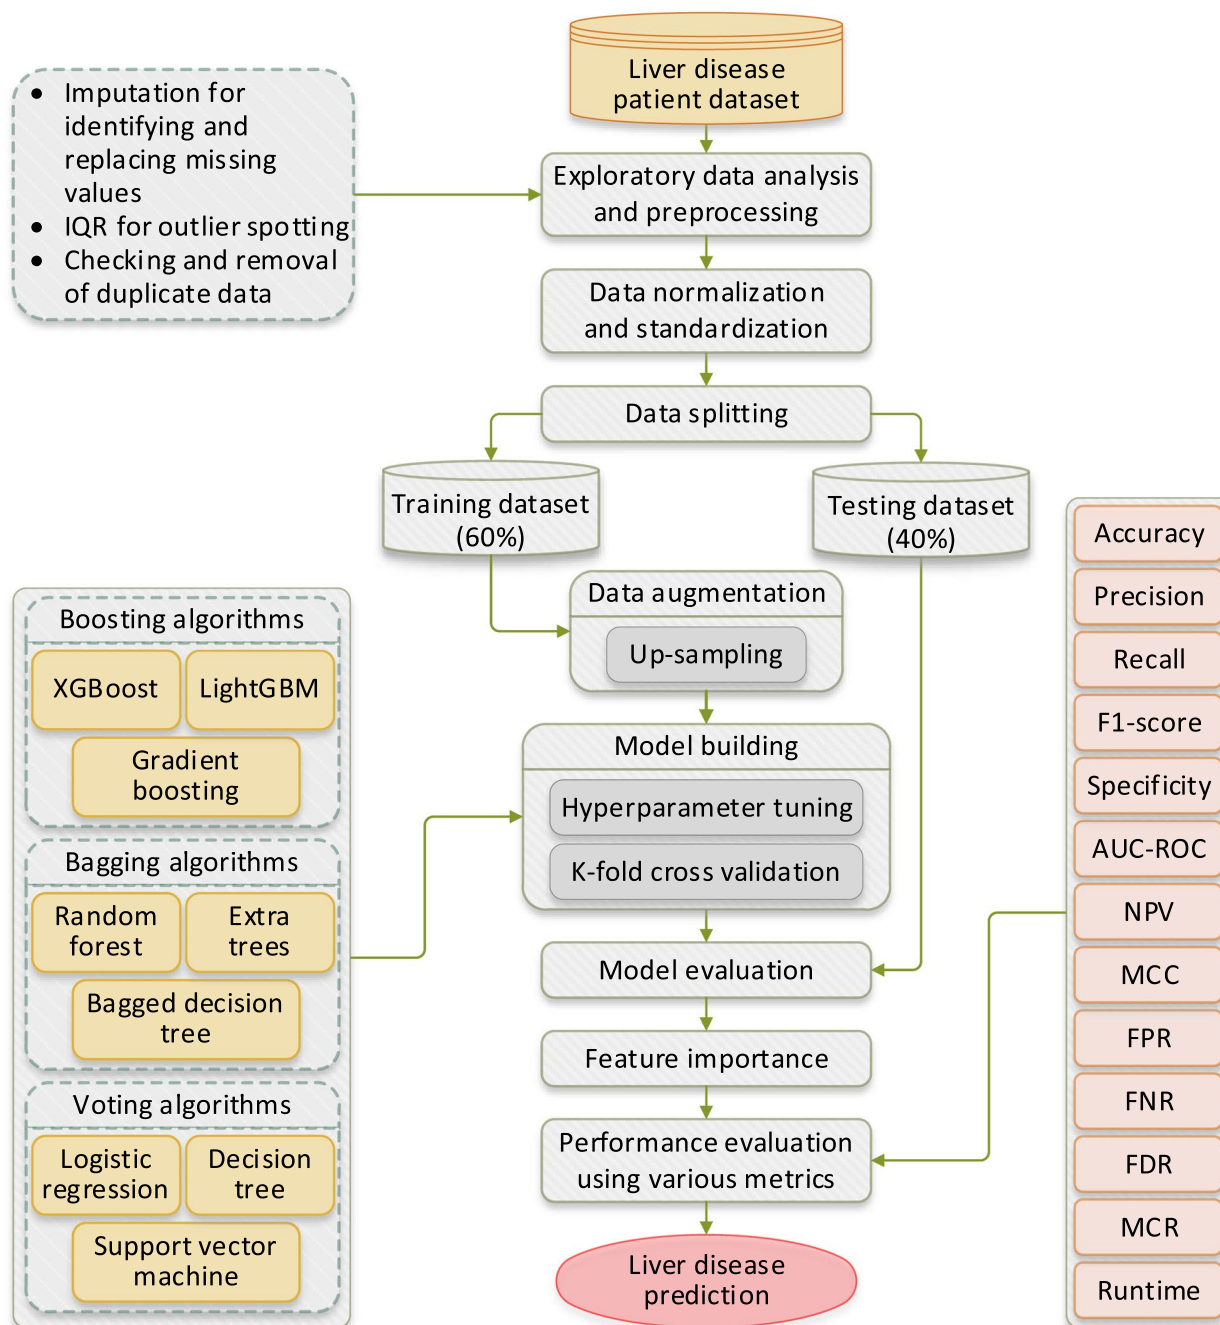 Liver disease
patient dataset
• Imputation for
identifying and
replacing missing
values
• IQR for outlier spotting
• Checking and removal
of duplicate data
Exploratory data analysis
and preprocessing
Data normalization
and standardization
Data splitting
Training dataset
(60%)
Testing dataset
(40%)
Data augmentation
Up-sampling
Model building
Hyperparameter tuning
K-fold cross validation
Boosting algorithms
XGBoost
LightGBM
Gradient
boosting
Bagging algorithms
Random
forest
Extra
trees
Bagged decision
tree
Voting algorithms
Logistic
regression
Decision
tree
Support vector
machine
Model evaluation
Feature importance
Performance evaluation
using various metrics
Liver disease
prediction
Accuracy
Precision
Recall
F1-score
Specificity
AUC-ROC
NPV
MCC
FPR
FNR
FDR
MCR
Runtime